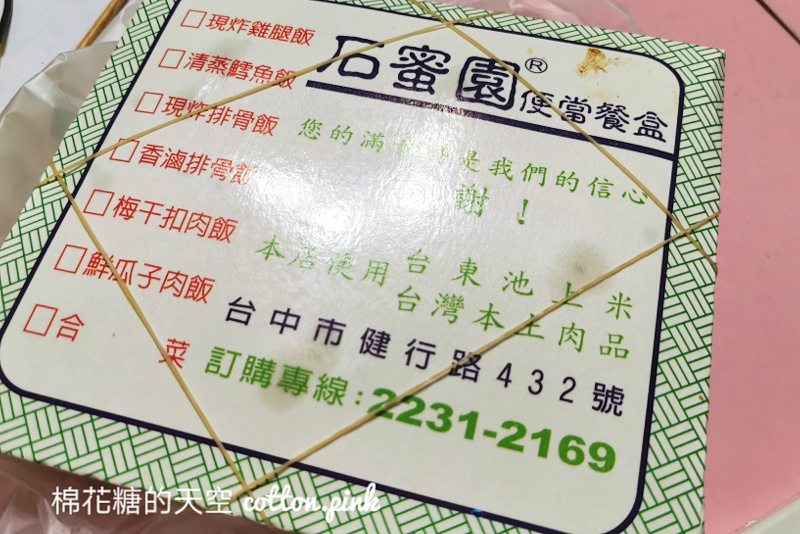 石蜜園®便當餐盒
□現炸雞腿飯
□清蒸鱈魚飯
□現炸排骨飯
□香滷排骨飯
□梅干扣肉飯
□鮮瓜子肉飯
□合 菜
您的滿 是我們的信心
謝！
本店使用台東池上米
台灣本土肉品
台中市健行路432號
訂購專線：2231-2169
棉花糖的天空 cotton.pink